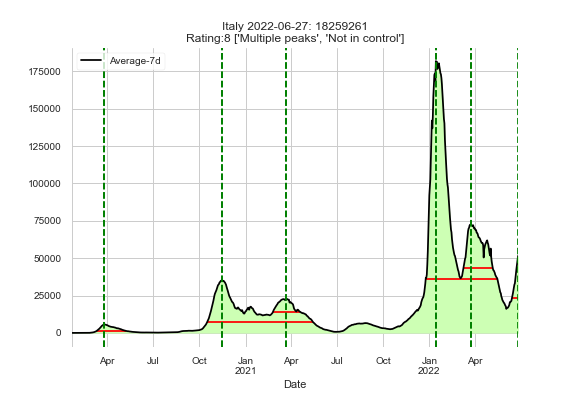 Italy 2022-06-27: 18259261
Rating:8 ['Multiple peaks', 'Not in control']
Average-7d
175000
150000
125000
100000
75000
50000
25000
0
Apr Jul Oct Jan Apr Jul Oct Jan Apr
2021 2022
Date